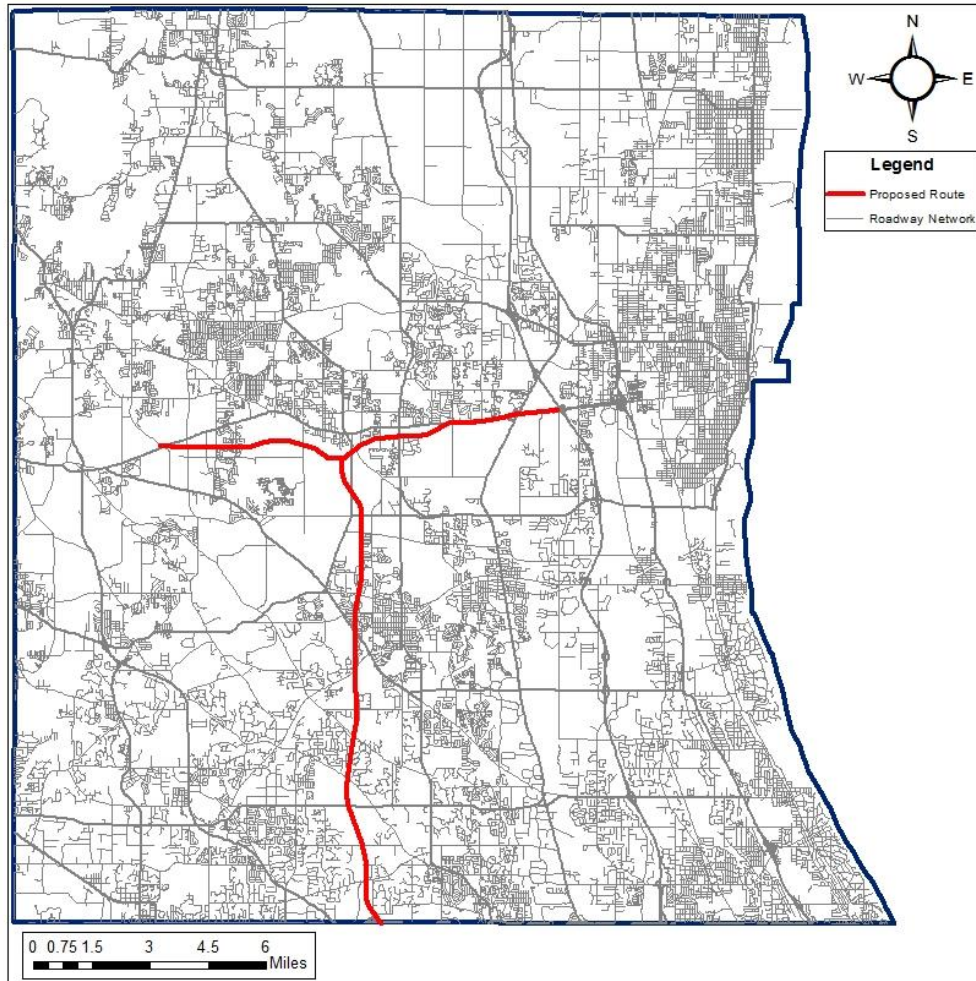 N
W E
S
Legend
Proposed Route
Roadway Network
0 0.75 1.5 3 4.5 6
Miles